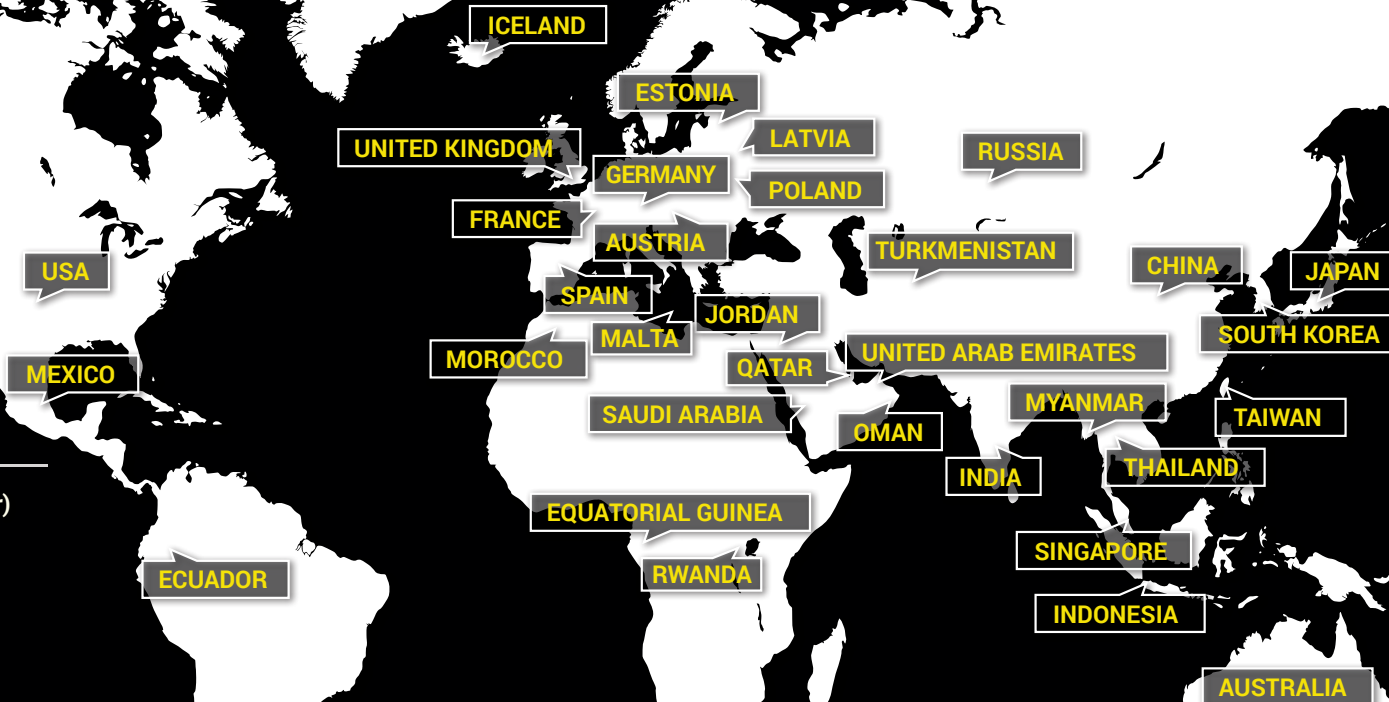 ICELAND
ESTONIA
LATVIA
UNITED KINGDOM
RUSSIA
GERMANY
POLAND
FRANCE
AUSTRIA
TURKMENISTAN
USA
CHINA
JAPAN
SPAIN
JORDAN
MALTA
SOUTH KOREA
MOROCCO
UNITED ARAB EMIRATES
QATAR
MEXICO
MYANMAR
SAUDI ARABIA
TAIWAN
OMAN
THAILAND
INDIA
)
EQUATORIAL GUINEA
SINGAPORE
RWANDA
ECUADOR
INDONESIA
AUSTRALIA